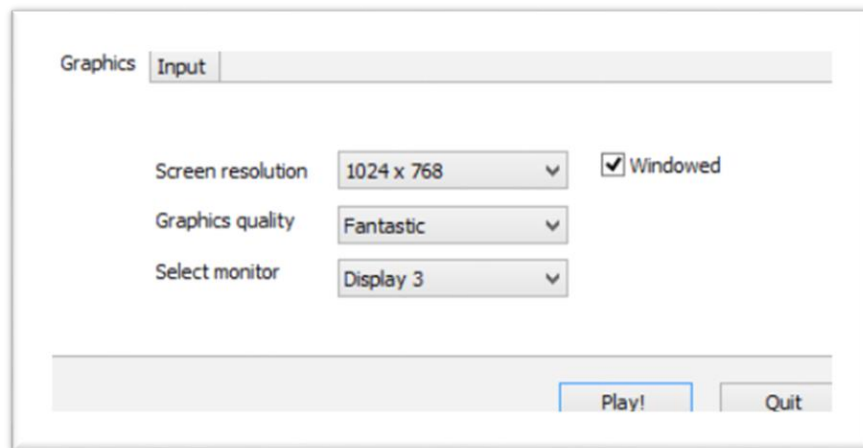 Graphics Input
Screen resolution 1024 x 768 Windowed
Graphics quality Fantastic
Select monitor Display 3
Play! Quit